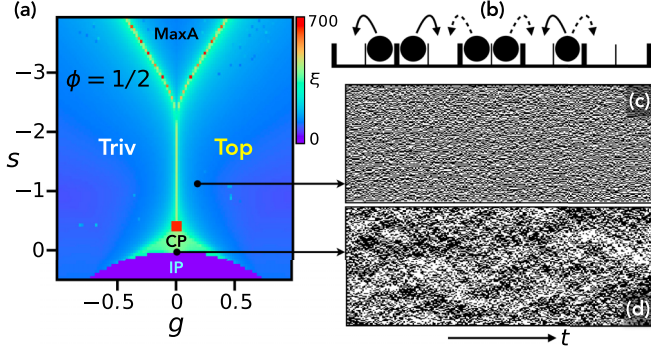 (a)
MaxA
ϕ = 1/2
Triv
Top
CP
IP
−3
−2
−1
0
s
−0.5
0
0.5
g
700
ξ
0
(b)
(c)
(d)
t